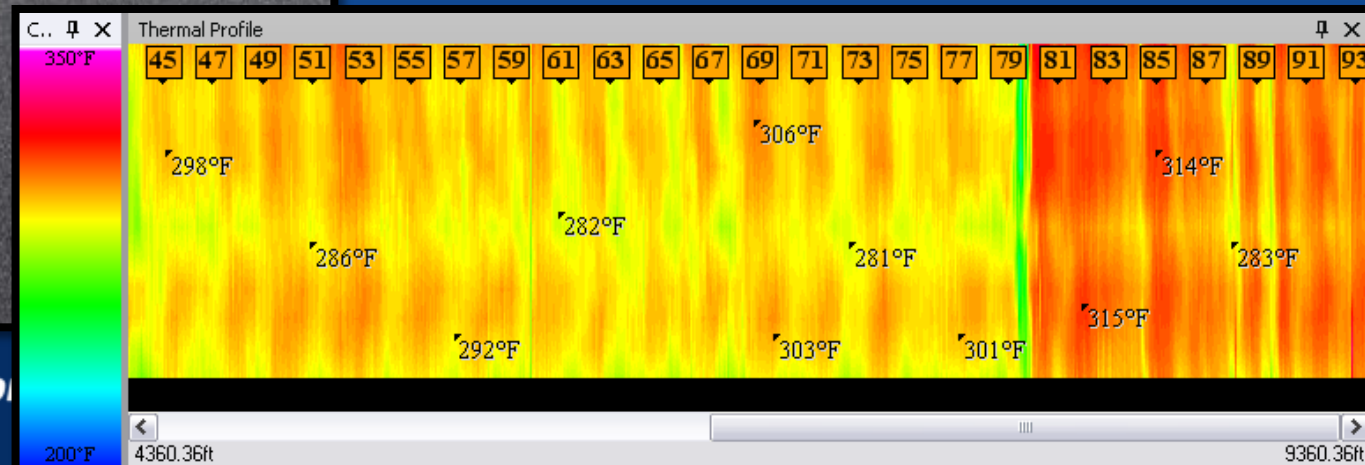 C..
Thermal Profile
350°F
45 47 49 51 53 55 57 59 61 63 65 67 69 71 73 75 77 79 81 83 85 87 89 91 93
306°F
298°F 314°F
282°F
286°F 281°F 283°F
315°F
292°F 303°F 301°F
200°F
4360.36ft 9360.36ft